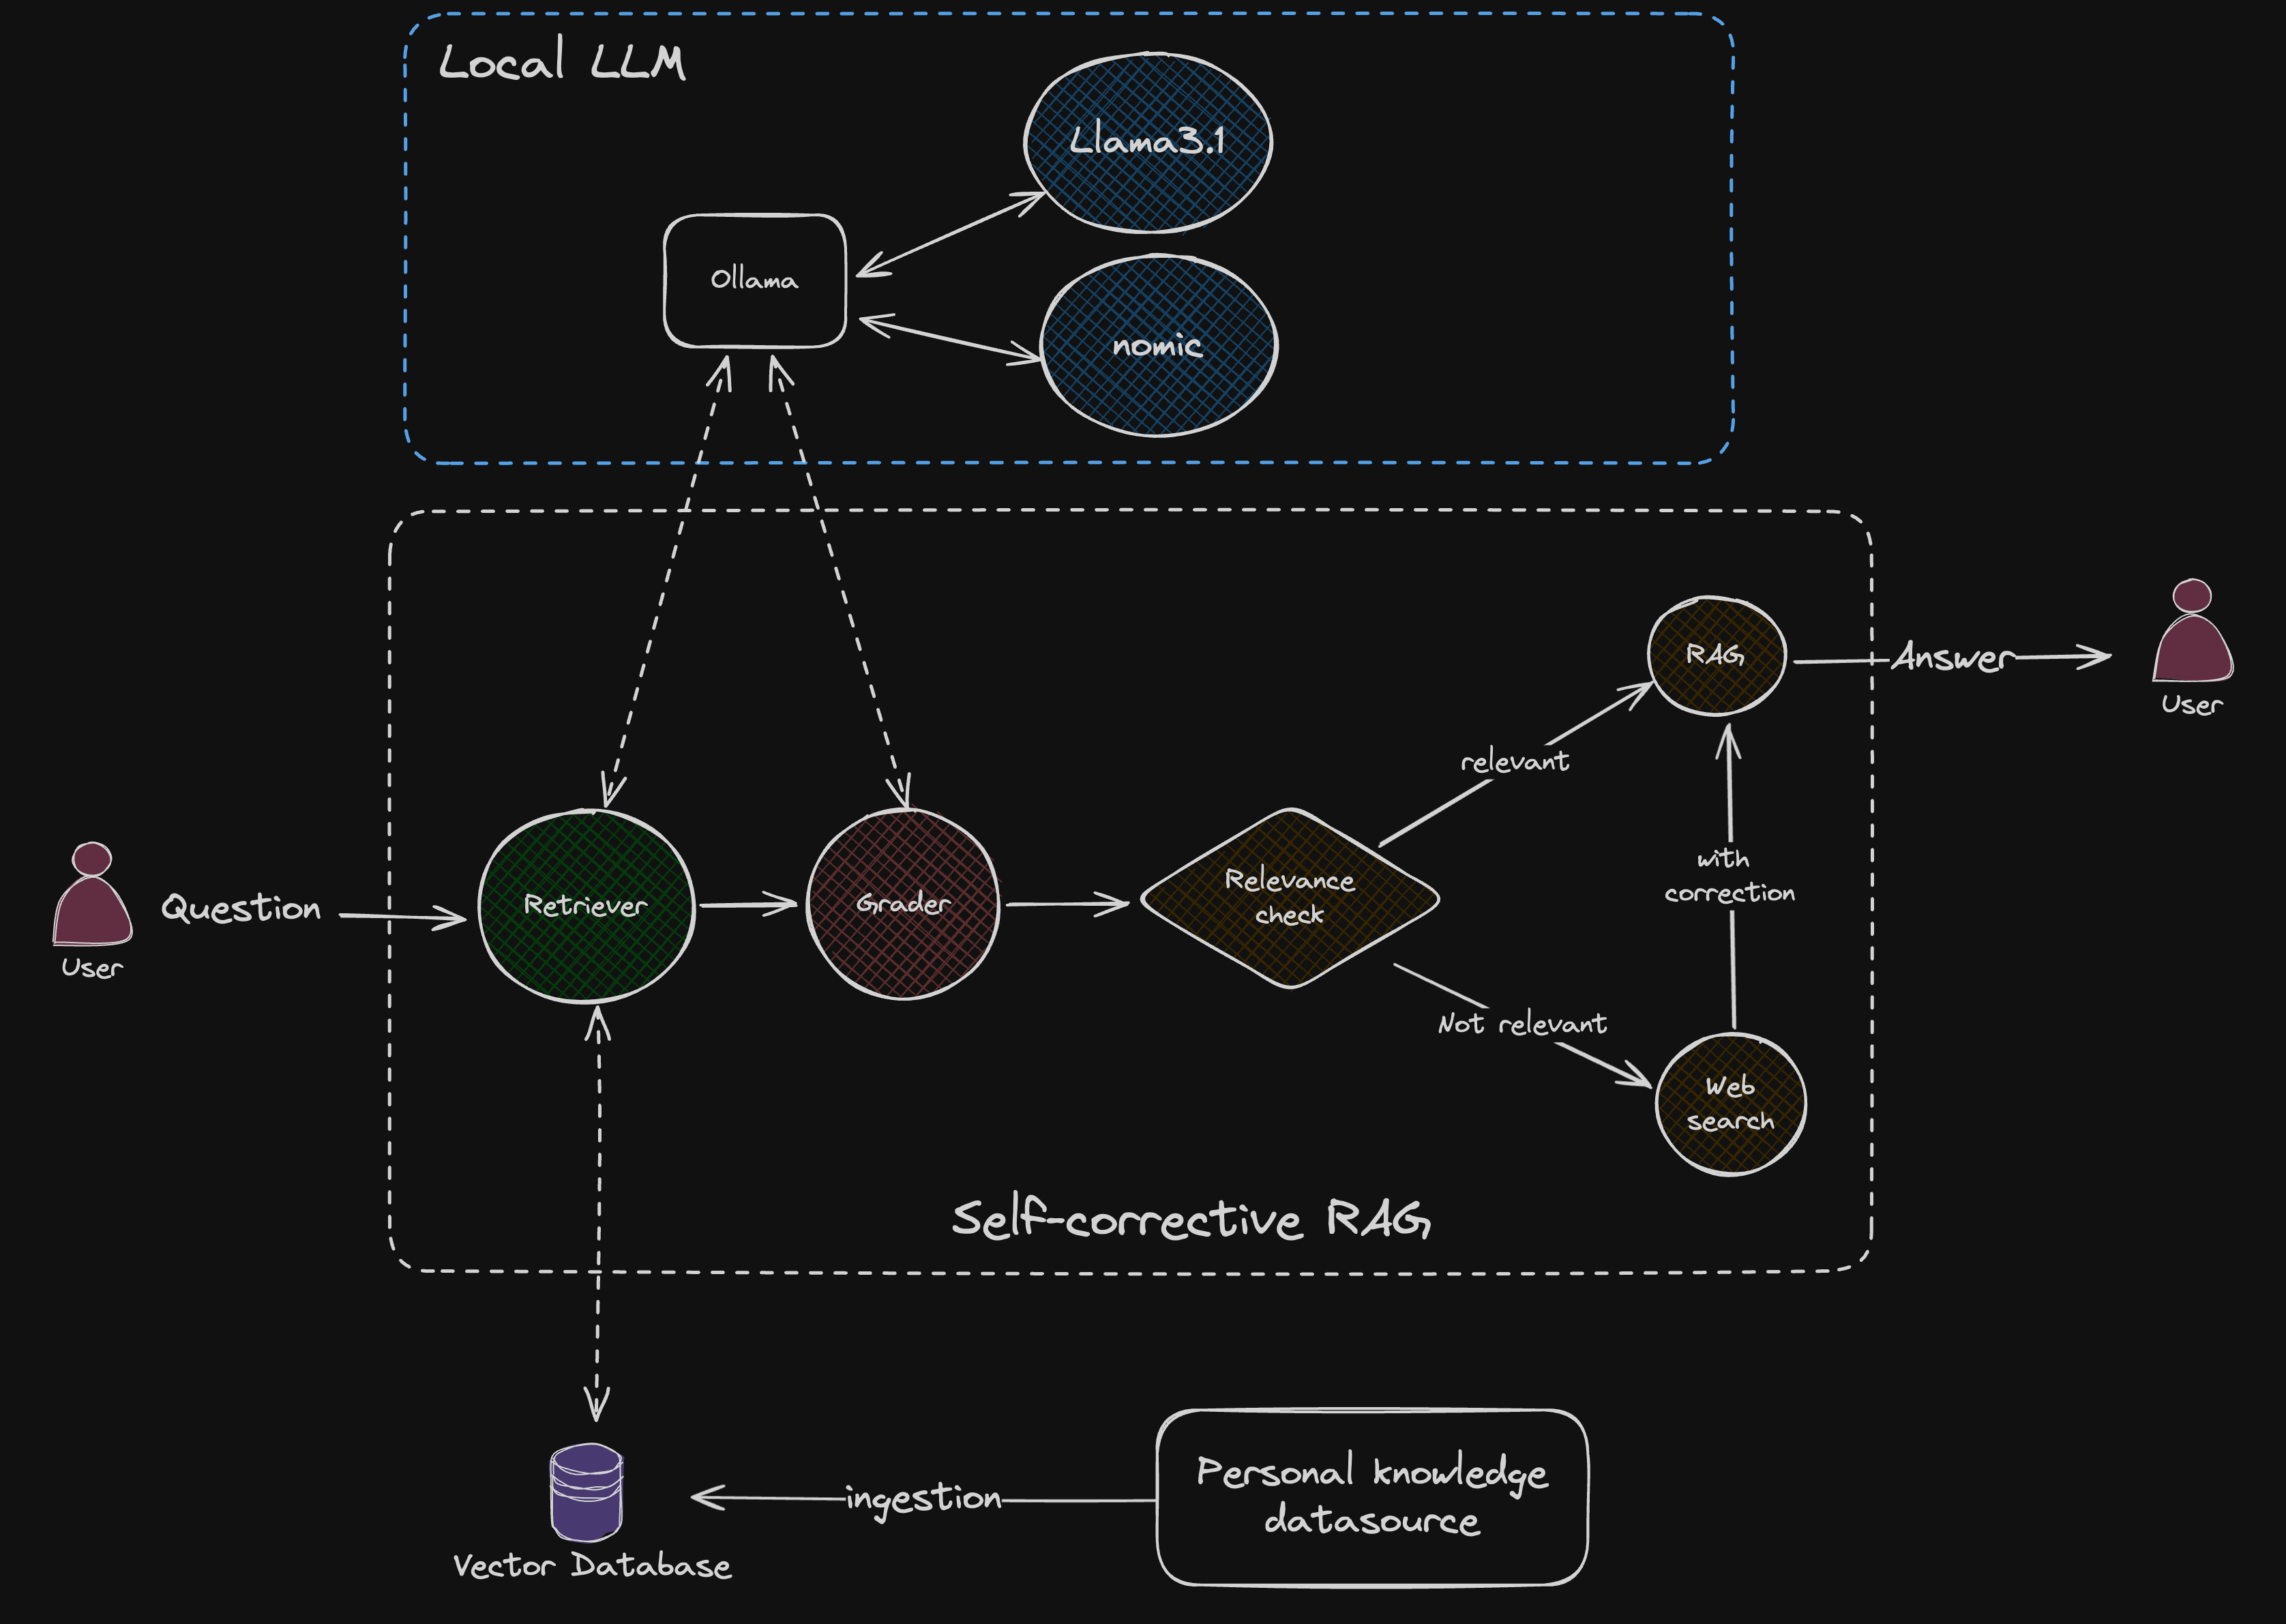 Local LLM
Llama3.1
Ollama
nomic
RAG
Answer
User
relevant
Question
User
Retriever
Grader
Relevance
check
with
correction
Not relevant
Web
search
Self-corrective RAG
Personal knowledge
datasource
ingestion
Vector Database